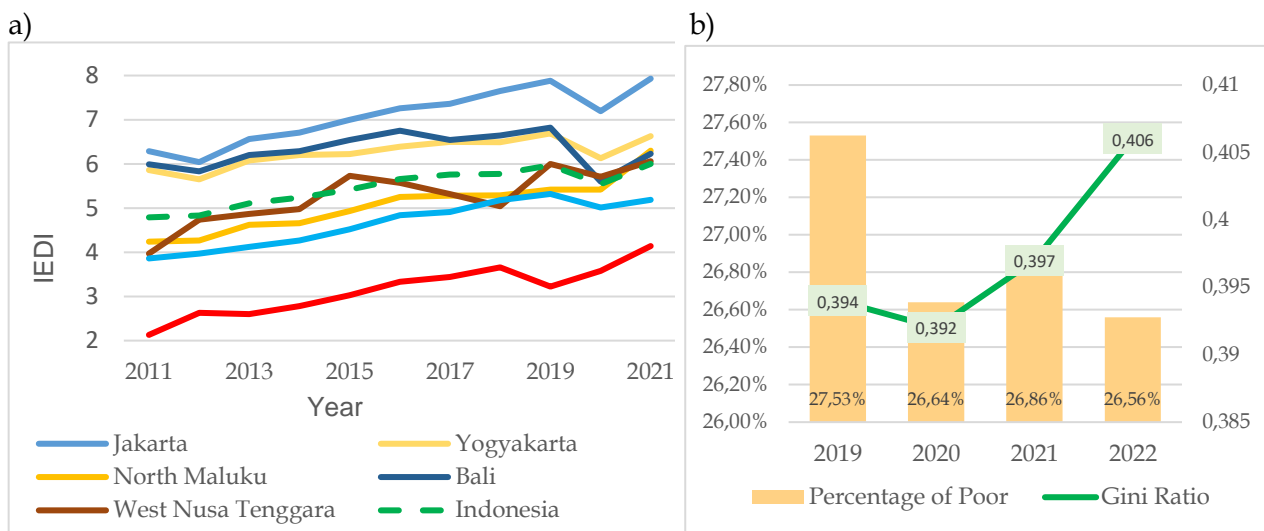 a)
IEDI
8
7
6
5
4
3
2
2011 2013 2015 2017 2019 2021
Year
Jakarta Yogyakarta
North Maluku Bali
West Nusa Tenggara Indonesia
b)
27,80% 0,41
27,60%
27,40% 0,406 0,405
27,20%
27,00% 0,4
26,80% 0,397
26,60% 0,394 0,395
26,40% 0,392 0,39
26,20%
27,53% 26,64% 26,86% 26,56%
26,00% 0,385
2019 2020 2021 2022
Percentage of Poor Gini Ratio